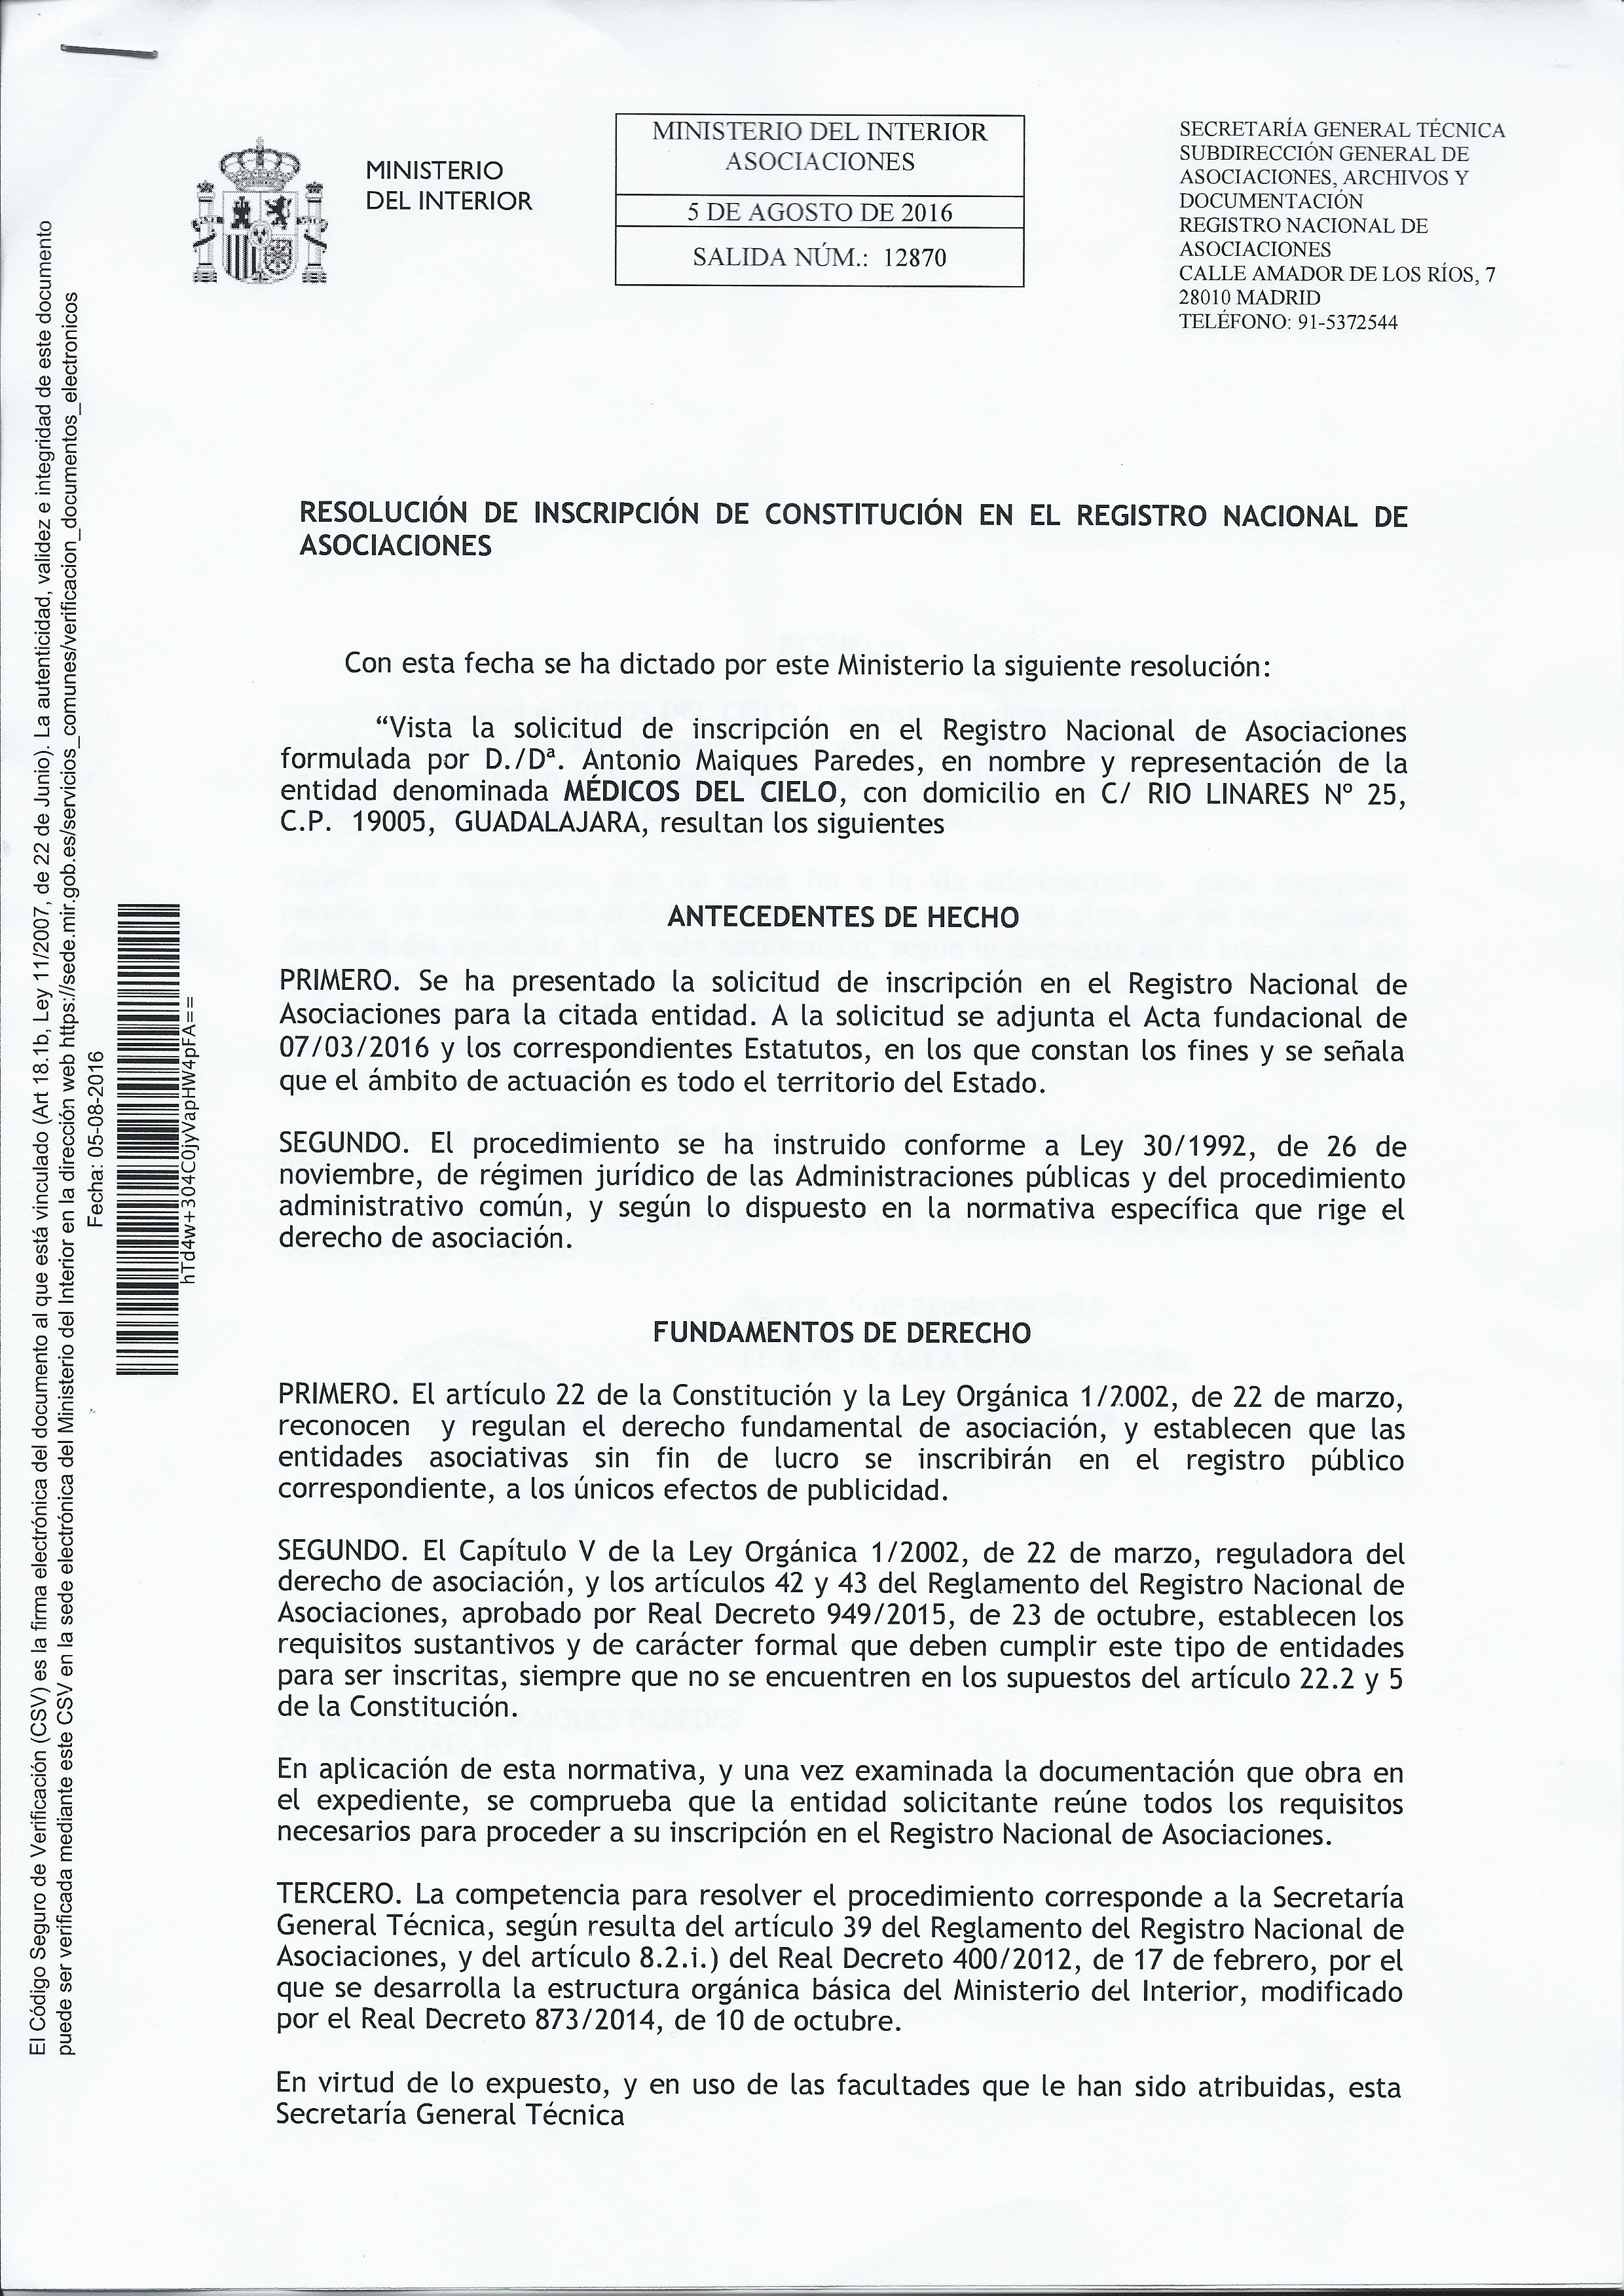 MINISTERIO
DEL INTERIOR
MINISTERIO DEL INTERIOR
ASOCIACIONES
5 DE AGOSTO DE 2016
SALIDA NÚM.: 12870
SECRETARÍA GENERAL TÉCNICA
SUBDIRECCIÓN GENERAL DE
ASOCIACIONES, ARCHIVOS Y
DOCUMENTACIÓN
REGISTRO NACIONAL DE
ASOCIACIONES
CALLE AMADOR DE LOS RÍOS, 7
28010 MADRID
TELÉFONO: 91-5372544
RESOLUCIÓN DE INSCRIPCIÓN DE CONSTITUCIÓN EN EL REGISTRO NACIONAL DE
ASOCIACIONES
Con esta fecha se ha dictado por este Ministerio la siguiente resolución:
“Vista la solicitud de inscripción en el Registro Nacional de Asociaciones
formulada por D./Dª. Antonio Maiques Paredes, en nombre y representación de la
entidad denominada MÉDICOS DEL CIELO, con domicilio en C/ RIO LINARES Nº 25,
C.P. 19005, GUADALAJARA, resultan los siguientes
ANTECEDENTES DE HECHO
PRIMERO. Se ha presentado la solicitud de inscripción en el Registro Nacional de
Asociaciones para la citada entidad. A la solicitud se adjunta el Acta fundacional de
07/03/2016 y los correspondientes Estatutos, en los que constan los fines y se señala
que el ámbito de actuación es todo el territorio del Estado.
SEGUNDO. El procedimiento se ha instruido conforme a Ley 30/1992, de 26 de
noviembre, de régimen jurídico de las Administraciones públicas y del procedimiento
administrativo común, y según lo dispuesto en la normativa específica que rige el
derecho de asociación.
FUNDAMENTOS DE DERECHO
PRIMERO. El artículo 22 de la Constitución y la Ley Orgánica 1/2002, de 22 de marzo,
reconocen y regulan el derecho fundamental de asociación, y establecen que las
entidades asociativas sin fin de lucro se inscribirán en el registro público
correspondiente, a los únicos efectos de publicidad.
SEGUNDO. El Capítulo V de la Ley Orgánica 1/2002, de 22 de marzo, reguladora del
derecho de asociación, y los artículos 42 y 43 del Reglamento del Registro Nacional de
Asociaciones, aprobado por Real Decreto 949/2015, de 23 de octubre, establecen los
requisitos sustantivos y de carácter formal que deben cumplir este tipo de entidades
para ser inscritas, siempre que no se encuentren en los supuestos del artículo 22.2 y 5
de la Constitución.
En aplicación de esta normativa, y una vez examinada la documentación que obra en
el expediente, se comprueba que la entidad solicitante reúne todos los requisitos
necesarios para proceder a su inscripción en el Registro Nacional de Asociaciones.
TERCERO. La competencia para resolver el procedimiento corresponde a la Secretaría
General Técnica, según resulta del artículo 39 del Reglamento del Registro Nacional de
Asociaciones, y del artículo 8.2.i.) del Real Decreto 400/2012, de 17 de febrero, por el
que se desarrolla la estructura orgánica básica del Ministerio del Interior, modificado
por el Real Decreto 873/2014, de 10 de octubre.
En virtud de lo expuesto, y en uso de las facultades que le han sido atribuidas, esta
Secretaría General Técnica
El Código Seguro de Verificación (CSV) es la firma electrónica del documento al que está vinculado (Art 18.1b, Ley 11/2007, de 22 de Junio). La autenticidad, validez e integridad de este documento
puede ser verificada mediante este CSV en la sede electrónica del Ministerio del Interior en la dirección web https://sede.mir.gob.es/servicios_comunes/verificacion_documentos_electronicos
Fecha: 05-08-2016
hTd4w+304C0jyVapHW4pFA==